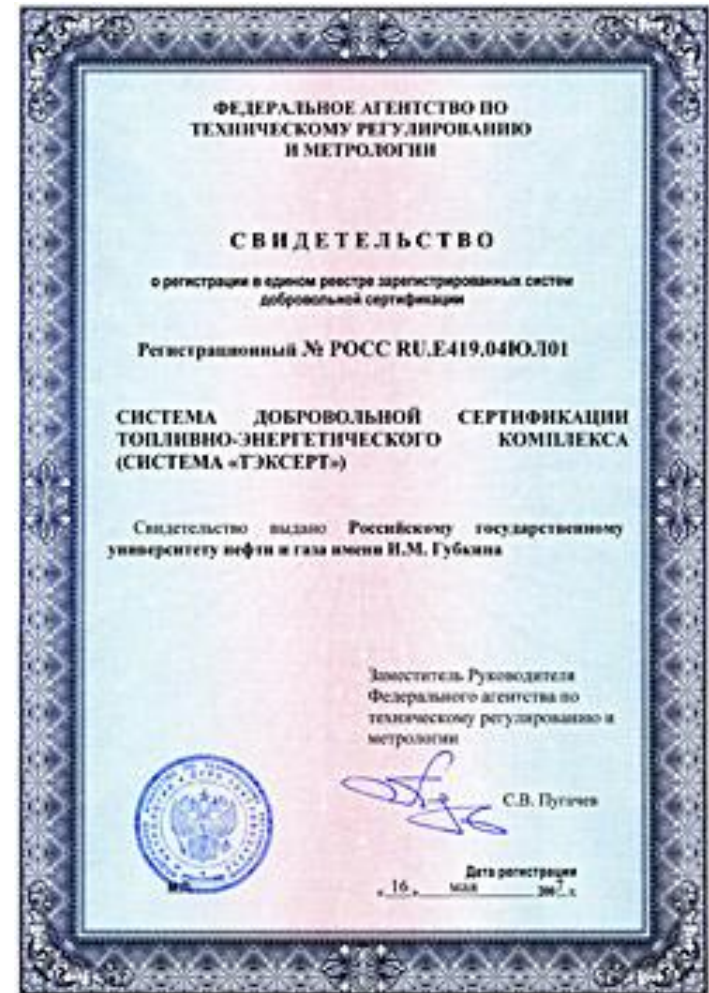 ФЕДЕРАЛЬНОЕ АГЕНТСТВО ПО
ТЕХНИЧЕСКОМУ РЕГУЛИРОВАНИЮ
И МЕТРОЛОГИИ
СВИДЕТЕЛЬСТВО
о регистрации в едином реестре зарегистрированных систем
добровольной сертификации
Регистрационный № РОСС RU.Е419.04ЮЛ01
СИСТЕМА ДОБРОВОЛЬНОЙ СЕРТИФИКАЦИИ
ТОПЛИВНО-ЭНЕРГЕТИЧЕСКОГО КОМПЛЕКСА
(СИСТЕМА «ТЭКСЕРТ»)
Свидетельство выдано Российскому государственному
университету нефти и газа имени И.М. Губкина
Заместитель Руководителя
Федерального агентства по
техническому регулированию и
метрологии
С.В. Пугачев
М.П.
Дата регистрации
„ 16 „ мая 2007 г.